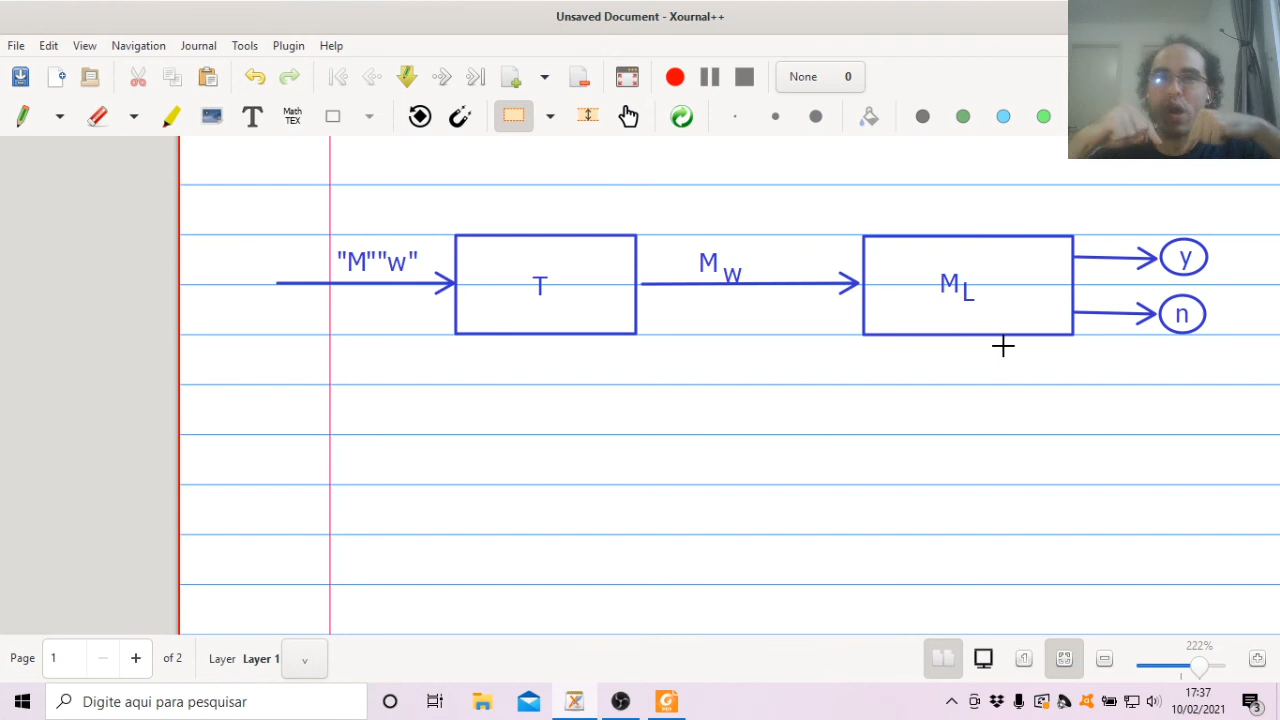 Unsaved Document - Xournal++
File Edit View Navigation Journal Tools Plugin Help
None 0
T Math TEX
"M""w" T M w M L y n
Page 1 of 2 Layer Layer 1 v 222%
Digite aqui para pesquisar
17:37
10/02/2021 3